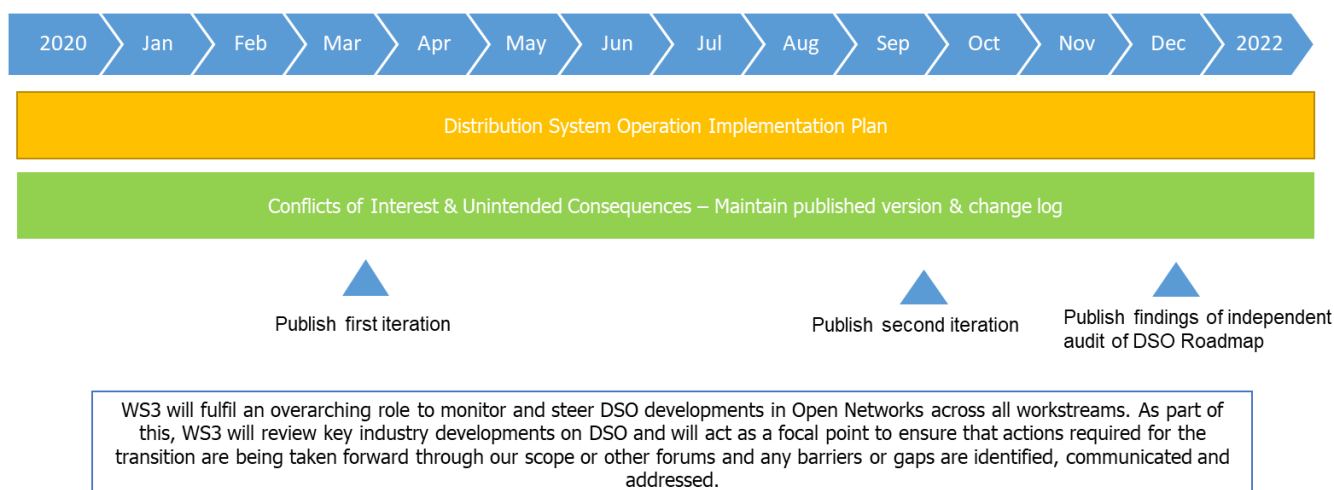 2020 Jan Feb Mar Apr May Jun Jul Aug Sep Oct Nov Dec 2022
Distribution System Operation Implementation Plan
Conflicts of Interest & Unintended Consequences – Maintain published version & change log
Publish first iteration
Publish second iteration
Publish findings of independent
audit of DSO Roadmap
WS3 will fulfil an overarching role to monitor and steer DSO developments in Open Networks across all workstreams. As part of
this, WS3 will review key industry developments on DSO and will act as a focal point to ensure that actions required for the
transition are being taken forward through our scope or other forums and any barriers or gaps are identified, communicated and
addressed.